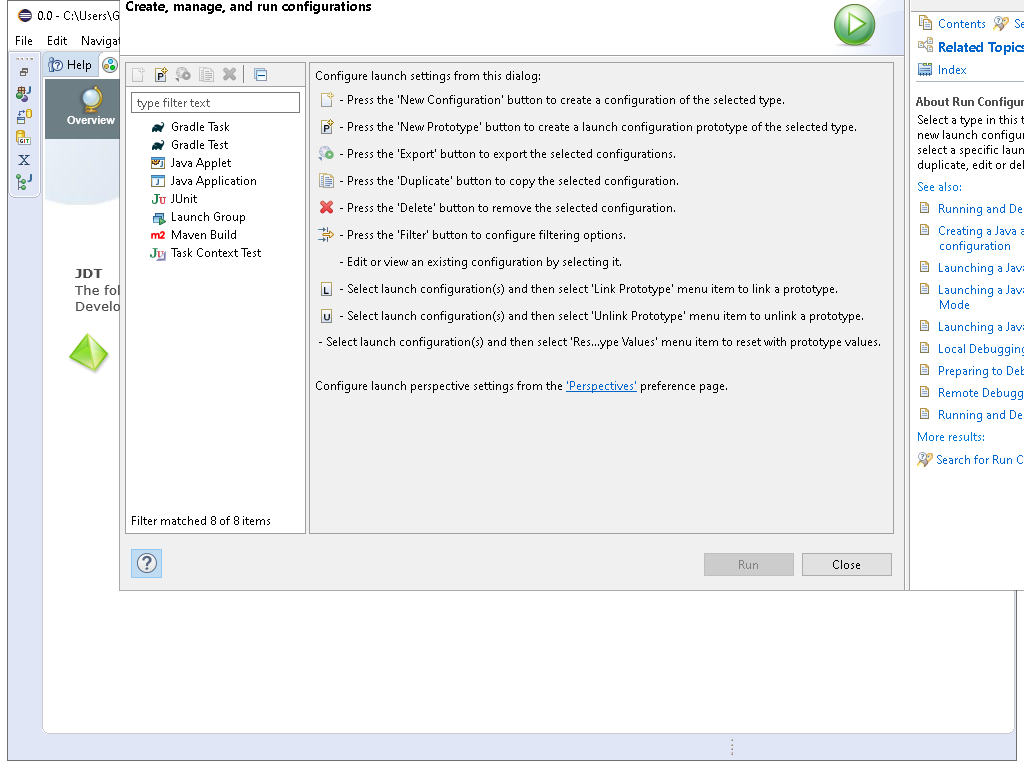 Create, manage, and run configurations
0.0 - C:\Users\G
File Edit Navigat
Help
Overview
JDT
The fol
Develo
GIT
X
type filter text
Gradle Task
Gradle Test
Java Applet
Java Application
JU JUnit
Launch Group
m2 Maven Build
JU Task Context Test
Filter matched 8 of 8 items
Configure launch settings from this dialog:
- Press the 'New Configuration' button to create a configuration of the selected type.
P - Press the 'New Prototype' button to create a launch configuration prototype of the selected type.
- Press the 'Export' button to export the selected configurations.
- Press the 'Duplicate' button to copy the selected configuration.
- Press the 'Delete' button to remove the selected configuration.
- Press the 'Filter' button to configure filtering options.
- Edit or view an existing configuration by selecting it.
L - Select launch configuration(s) and then select 'Link Prototype' menu item to link a prototype.
U - Select launch configuration(s) and then select 'Unlink Prototype' menu item to unlink a prototype.
- Select launch configuration(s) and then select 'Res...ype Values' menu item to reset with prototype values.
Configure launch perspective settings from the 'Perspectives' preference page.
?
Run
Close
Contents Se
Related Topics
Index
About Run Configur
Select a type in this t
new launch configur
select a specific laun
duplicate, edit or del
See also:
Running and De
Creating a Java a
configuration
Launching a Java
Launching a Java
Mode
Launching a Java
Local Debugging
Preparing to Deb
Remote Debugg
Running and De
More results:
Search for Run C